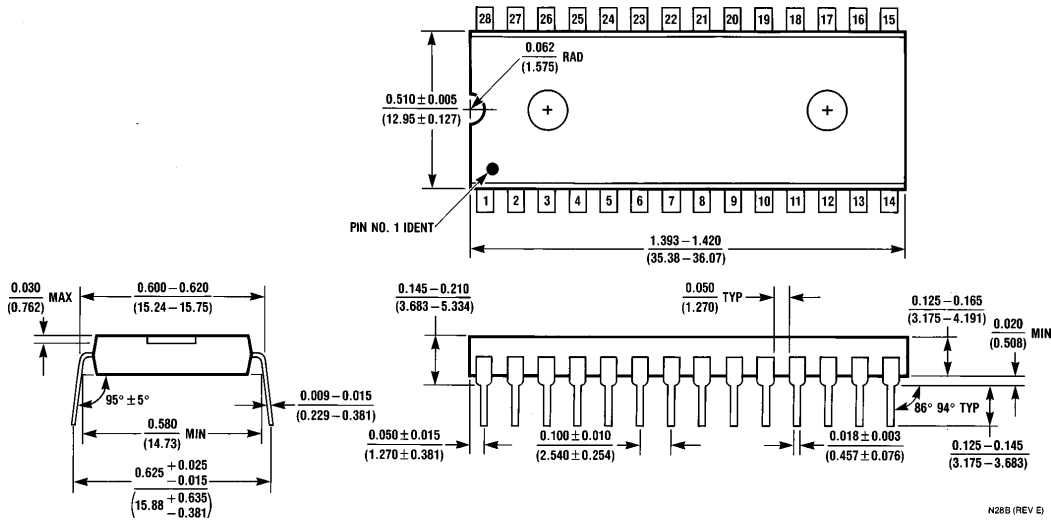 28 27 26 25 24 23 22 21 20 19 18 17 16 15
0.062
(1.575)
RAD
0.510 ± 0.005
(12.95 ± 0.127)
PIN NO. 1 IDENT
1 2 3 4 5 6 7 8 9 10 11 12 13 14
1.393 – 1.420
(35.38 – 36.07)
0.030
(0.762)
MAX
0.600 – 0.620
(15.24 – 15.75)
95° ± 5°
0.580
(14.73)
MIN
0.009 – 0.015
(0.229 – 0.381)
0.625 + 0.025
– 0.015
(15.88 + 0.635
– 0.381)
0.145 – 0.210
(3.683 – 5.334)
0.050
(1.270)
TYP
0.125 – 0.165
(3.175 – 4.191)
0.020
(0.508)
MIN
86° 94° TYP
0.050 ± 0.015
(1.270 ± 0.381)
0.100 ± 0.010
(2.540 ± 0.254)
0.018 ± 0.003
(0.457 ± 0.076)
0.125 – 0.145
(3.175 – 3.683)
N28B (REV E)